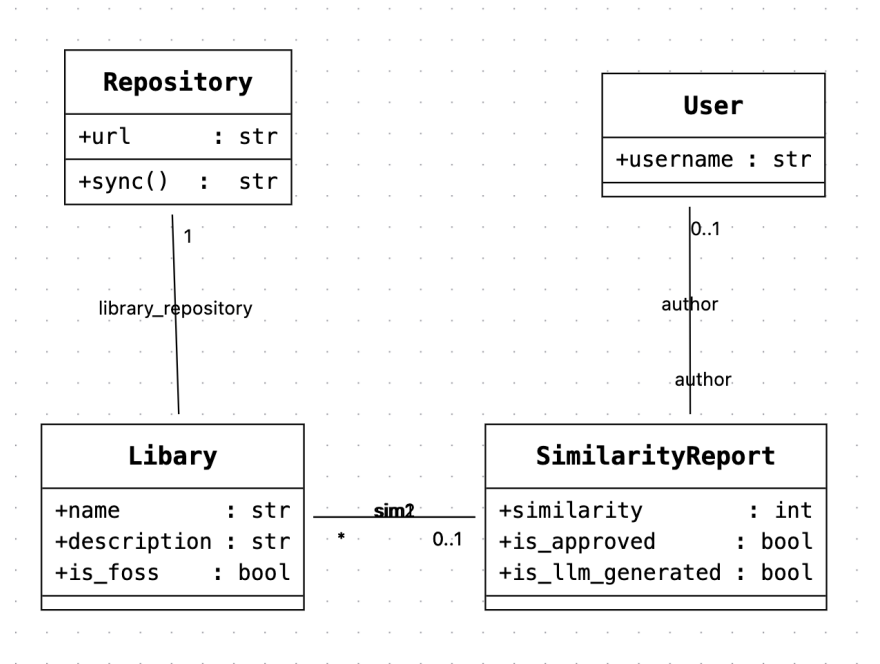 Repository
+url : str
+sync() : str
User
+username : str
1
library_repository
0..1
author
author
Libary
+name : str
+description : str
+is_foss : bool
* 0..1
SimilarityReport
+similarity : int
+is_approved : bool
+is_llm_generated : bool